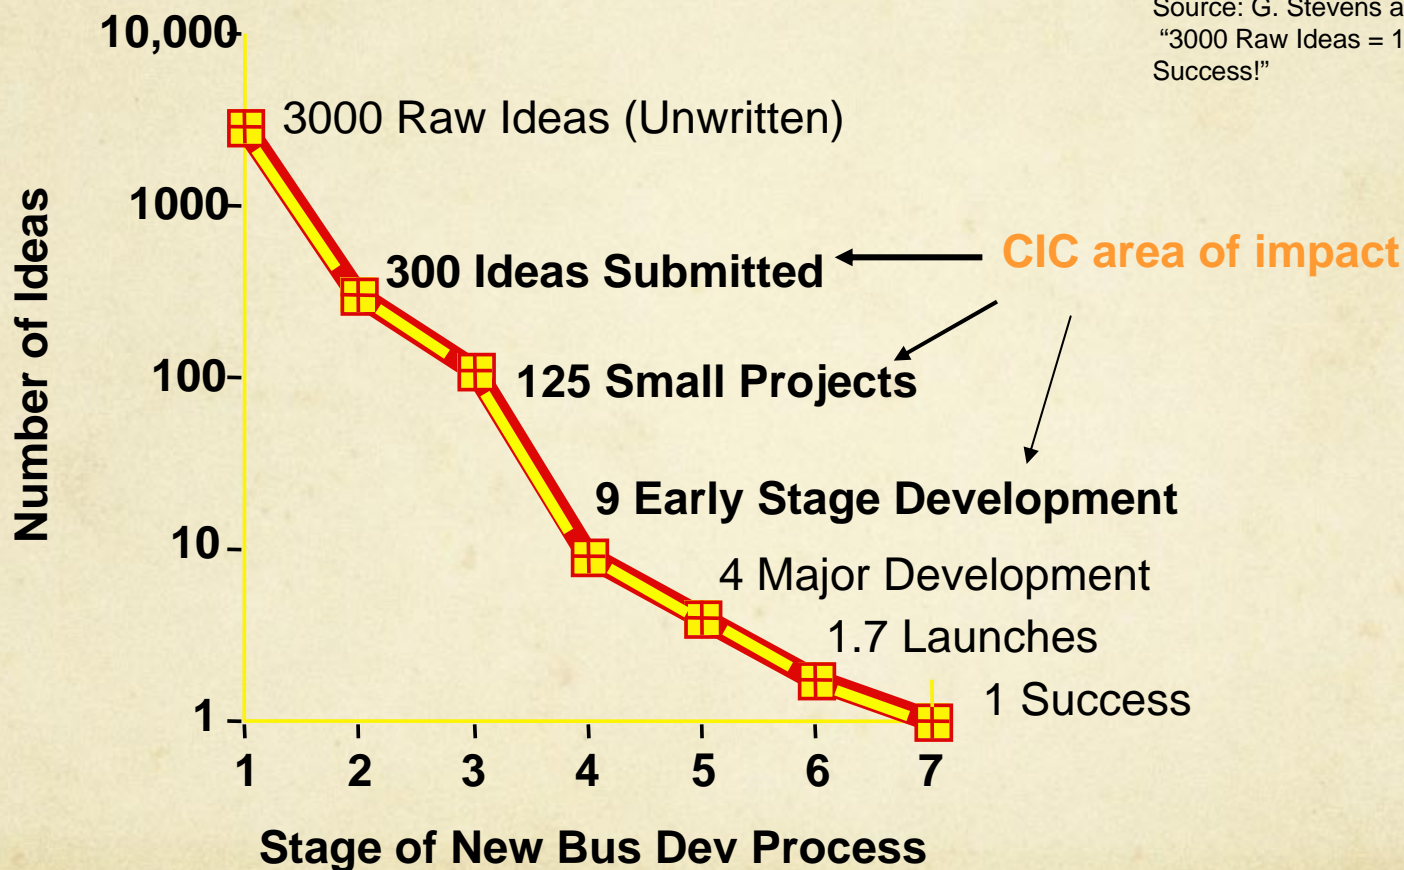 Source: G. Stevens a
“3000 Raw Ideas = 1
Success!”
10,000
3000 Raw Ideas (Unwritten)
1000
CIC area of impact
300 Ideas Submitted
100
125 Small Projects
9 Early Stage Development
10
4 Major Development
1.7 Launches
1 Success
1
1 2 3 4 5 6 7
Number of Ideas
Stage of New Bus Dev Process